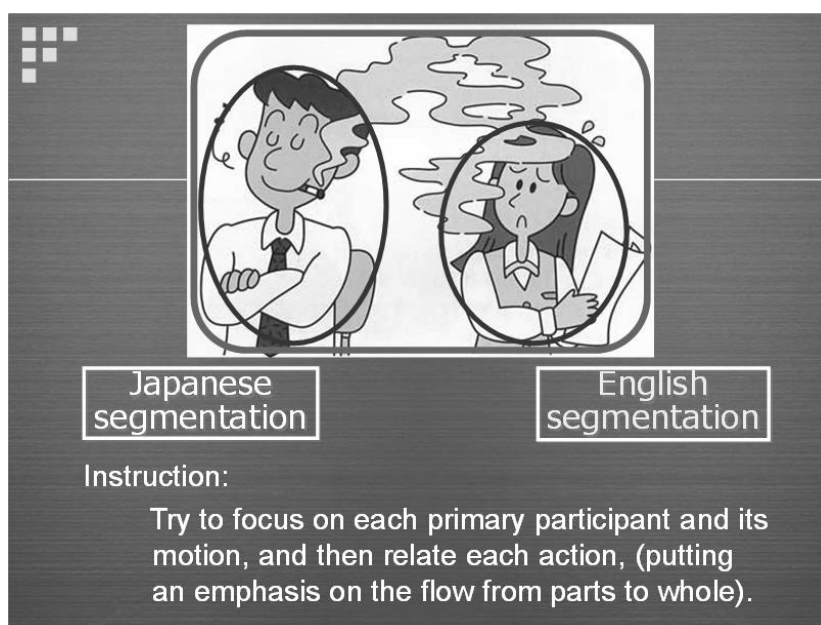 Japanese
segmentation
English
segmentation
Instruction:
Try to focus on each primary participant and its
motion, and then relate each action, (putting
an emphasis on the flow from parts to whole).